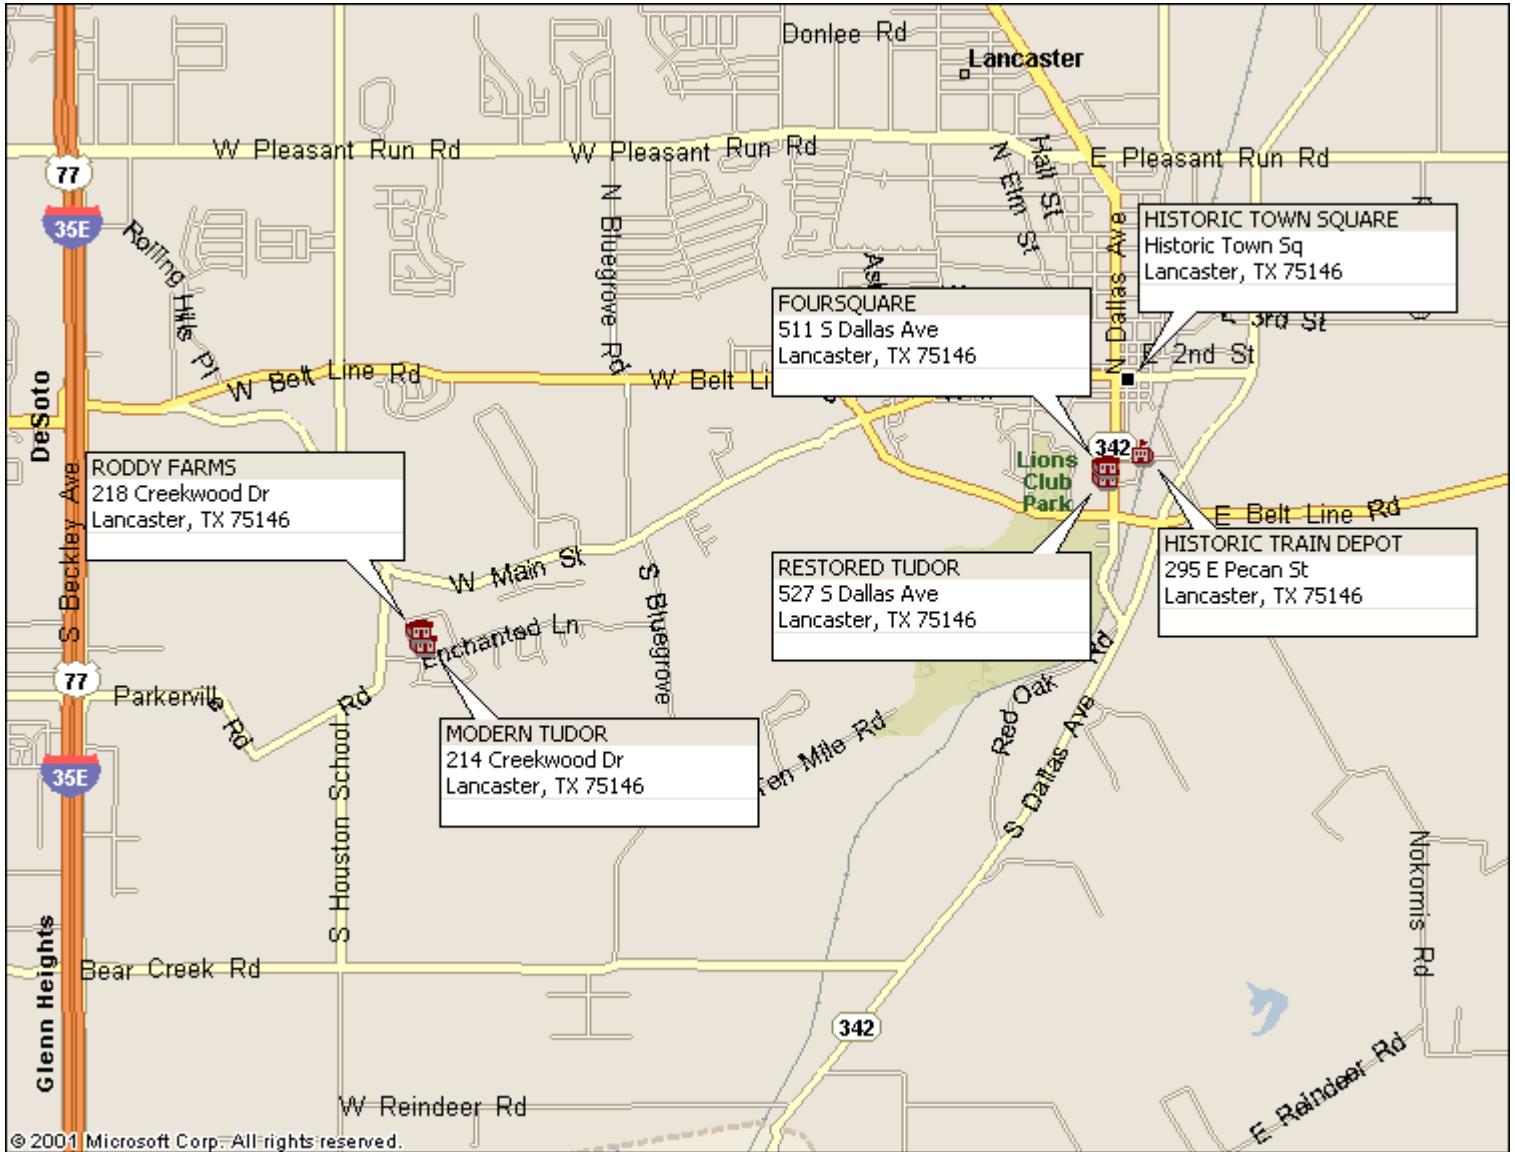 Donlee Rd
Lancaster
W Pleasant Run Rd
W Pleasant Run Rd
E Pleasant Run Rd
77
35E
Rolling Hills Pl
N Bluegrove Rd
N Elm St
Hall St
N Dallas Ave
HISTORIC TOWN SQUARE
Historic Town Sq
Lancaster, TX 75146
FOURSQUARE
511 S Dallas Ave
Lancaster, TX 75146
E 3rd St
E 2nd St
W Belt Line Rd
W Belt Li
DeSoto
S Beckley Ave
RODDY FARMS
218 Creekwood Dr
Lancaster, TX 75146
342
Lions
Club
Park
E Belt Line Rd
HISTORIC TRAIN DEPOT
295 E Pecan St
Lancaster, TX 75146
RESTORED TUDOR
527 S Dallas Ave
Lancaster, TX 75146
W Main St
Enchanted Ln
S Bluegrove
77
Parkerville Rd
MODERN TUDOR
214 Creekwood Dr
Lancaster, TX 75146
35E
S Houston School Rd
Ten Mile Rd
Red Oak Rd
S Dallas Ave
Nokomis Rd
Glenn Heights
Bear Creek Rd
342
W Reindeer Rd
E Reindeer Rd
© 2001 Microsoft Corp. All rights reserved.